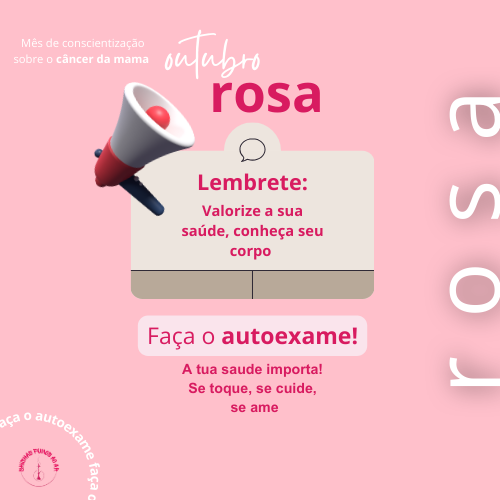 Mês de conscientização
sobre o câncer da mama
outubro
rosa
Lembrete:
Valorize a sua
saúde, conheça seu
corpo
Faça o autoexame!
A tua saude importa!
Se toque, se cuide,
se ame
rosa
aça o autoexame faça o